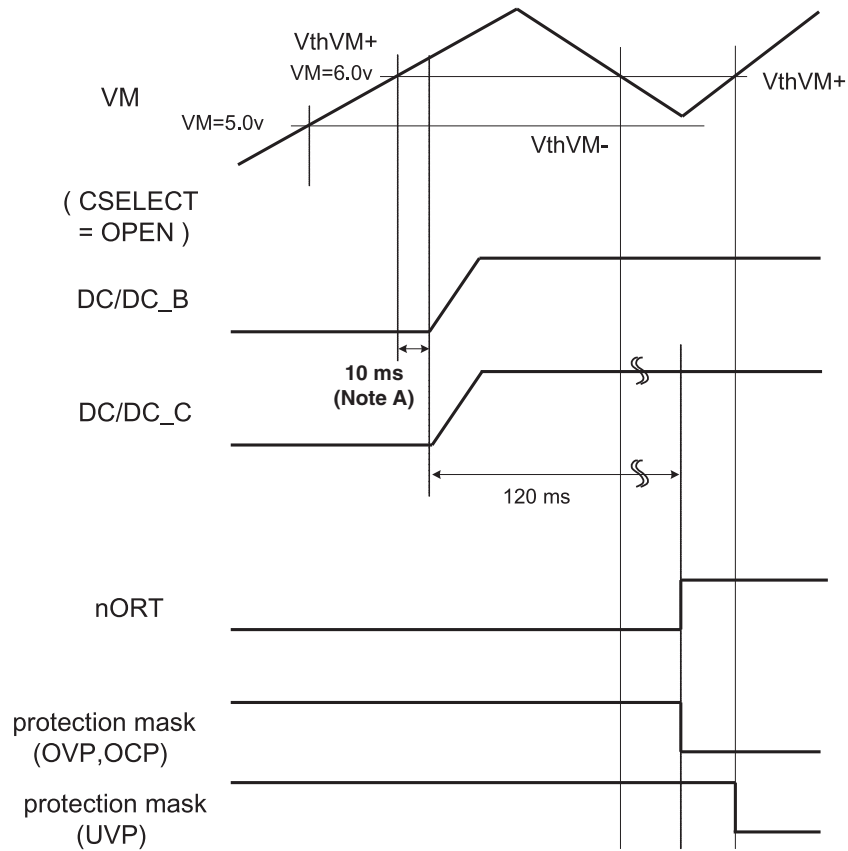 VthVM+
VM=6.0v
VthVM+
VM
VM=5.0v
VthVM-
( CSELECT
= OPEN )
DC/DC_B
10 ms
(Note A)
DC/DC_C
120 ms
nORT
protection mask
(OVP,OCP)
protection mask
(UVP)